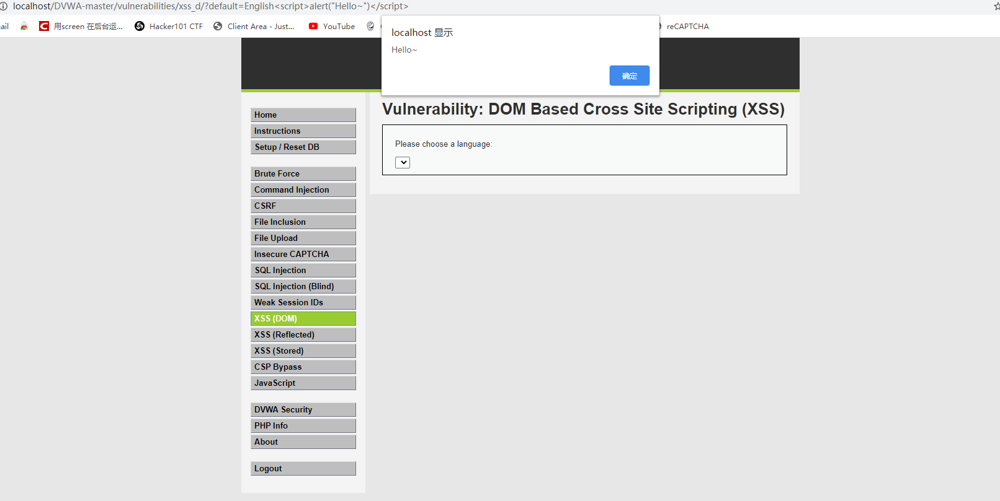 localhost/DVWA-master/vulnerabilities/xss_d/?default=English<script>alert("Hello~")</script>
ail 用screen 在后台运... Hacker101 CTF Client Area - Just... YouTube reCAPTCHA
localhost 显示
Hello~
确定
Home
Instructions
Setup / Reset DB
Brute Force
Command Injection
CSRF
File Inclusion
File Upload
Insecure CAPTCHA
SQL Injection
SQL Injection (Blind)
Weak Session IDs
XSS (DOM)
XSS (Reflected)
XSS (Stored)
CSP Bypass
JavaScript
DVWA Security
PHP Info
About
Logout
Vulnerability: DOM Based Cross Site Scripting (XSS)
Please choose a language: